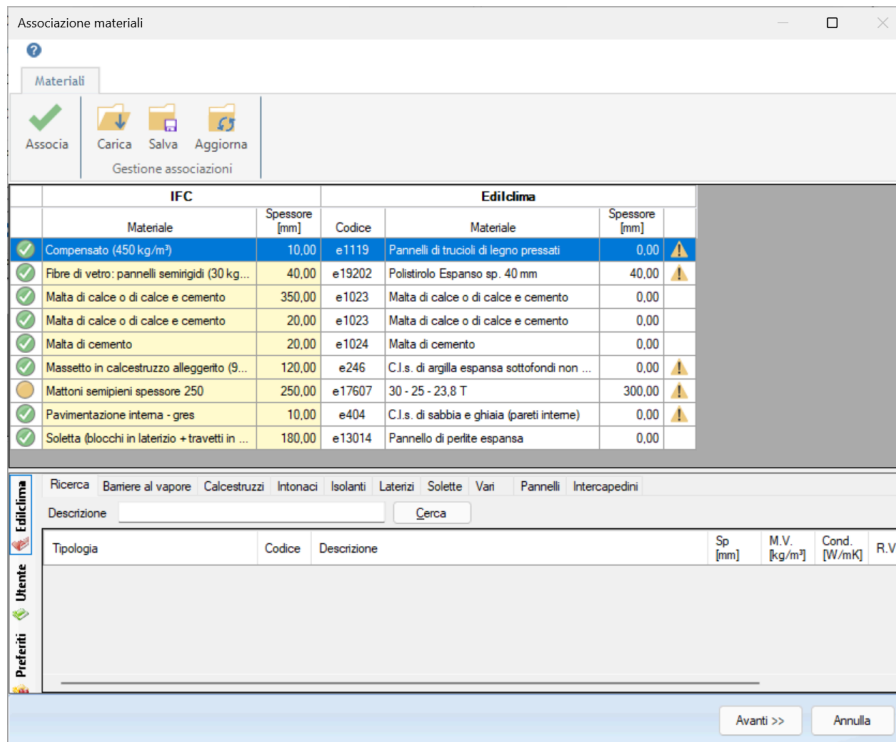 Associazione materiali
Materiali
Associa
Carica
Salva
Aggiorna
Gestione associazioni
IFC
Edilclima
Materiale
Spessore [mm]
Codice
Materiale
Spessore [mm]
Compensato (450 kg/m³) 10,00 e1119 Pannelli di trucioli di legno pressati 0,00
Fibre di vetro: pannelli semirigidi (30 kg... 40,00 e19202 Polistirolo Espanso sp. 40 mm 40,00
Malta di calce o di calce e cemento 350,00 e1023 Malta di calce o di calce e cemento 0,00
Malta di calce o di calce e cemento 20,00 e1023 Malta di calce o di calce e cemento 0,00
Malta di cemento 20,00 e1024 Malta di cemento 0,00
Massetto in calcestruzzo alleggerito (9... 120,00 e246 C.l.s. di argilla espansa sottofondi non ... 0,00
Mattoni semipieni spessore 250 250,00 e17607 30 - 25 - 23,8 T 300,00
Pavimentazione interna - gres 10,00 e404 C.l.s. di sabbia e ghiaia (pareti interne) 0,00
Soletta (blocchi in laterizio + travetti in ... 180,00 e13014 Pannello di perlite espansa 0,00
Edilclima
Utente
Preferiti
Ricerca Barriere al vapore Calcestruzzi Intonaci Isolanti Laterizi Solette Vari Pannelli Intercapedini
Descrizione
Cerca
Tipologia Codice Descrizione Sp [mm] M.V. [kg/m³] Cond. [W/mK] R.V
Avanti >>
Annulla